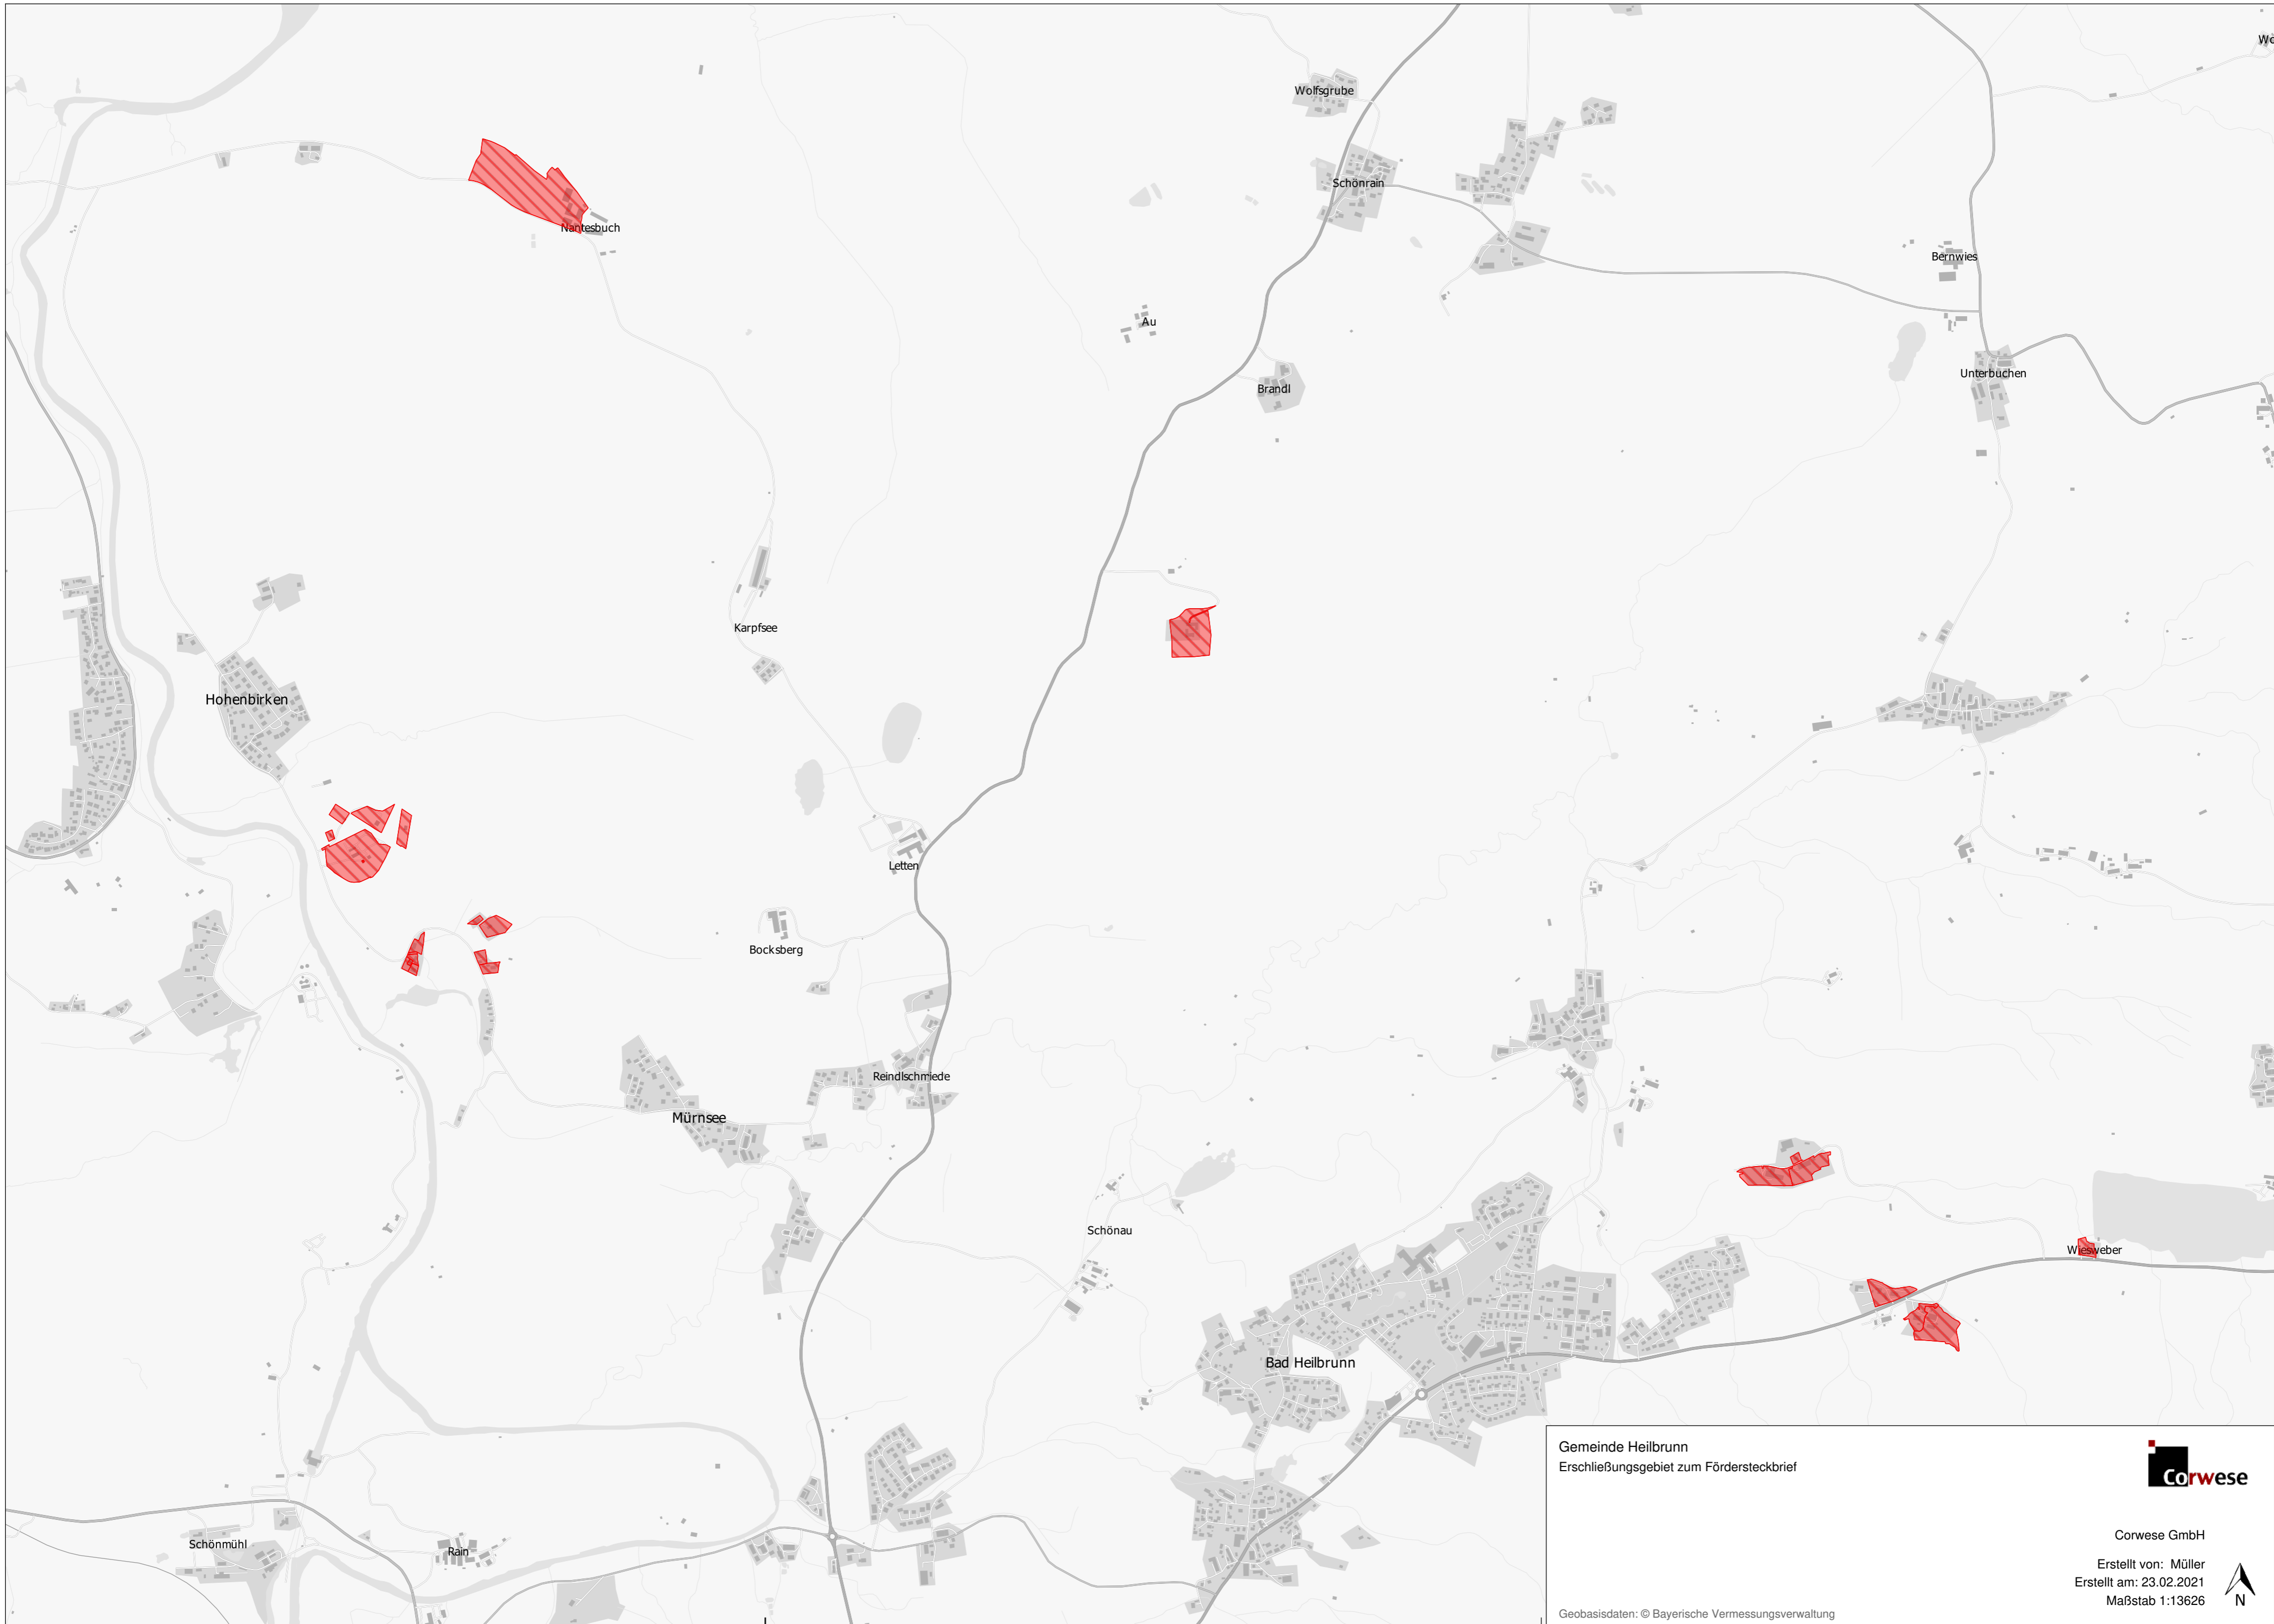 Wolfsgrube
Schönrain
Nantesbuch
Bernwies
Au
Unterbuchen
Brandl
Karpfsee
Hohenbirken
Letten
Bocksberg
Reindlschmiede
Mürnsee
Schönau
Wiesweber
Bad Heilbrunn
Schönmühl
Rain
Gemeinde Heilbrunn
Erschließungsgebiet zum Fördersteckbrief
Corwese
Corwese GmbH
Erstellt von: Müller
Erstellt am: 23.02.2021
Maßstab 1:13626
N
Geobasisdaten: © Bayerische Vermessungsverwaltung